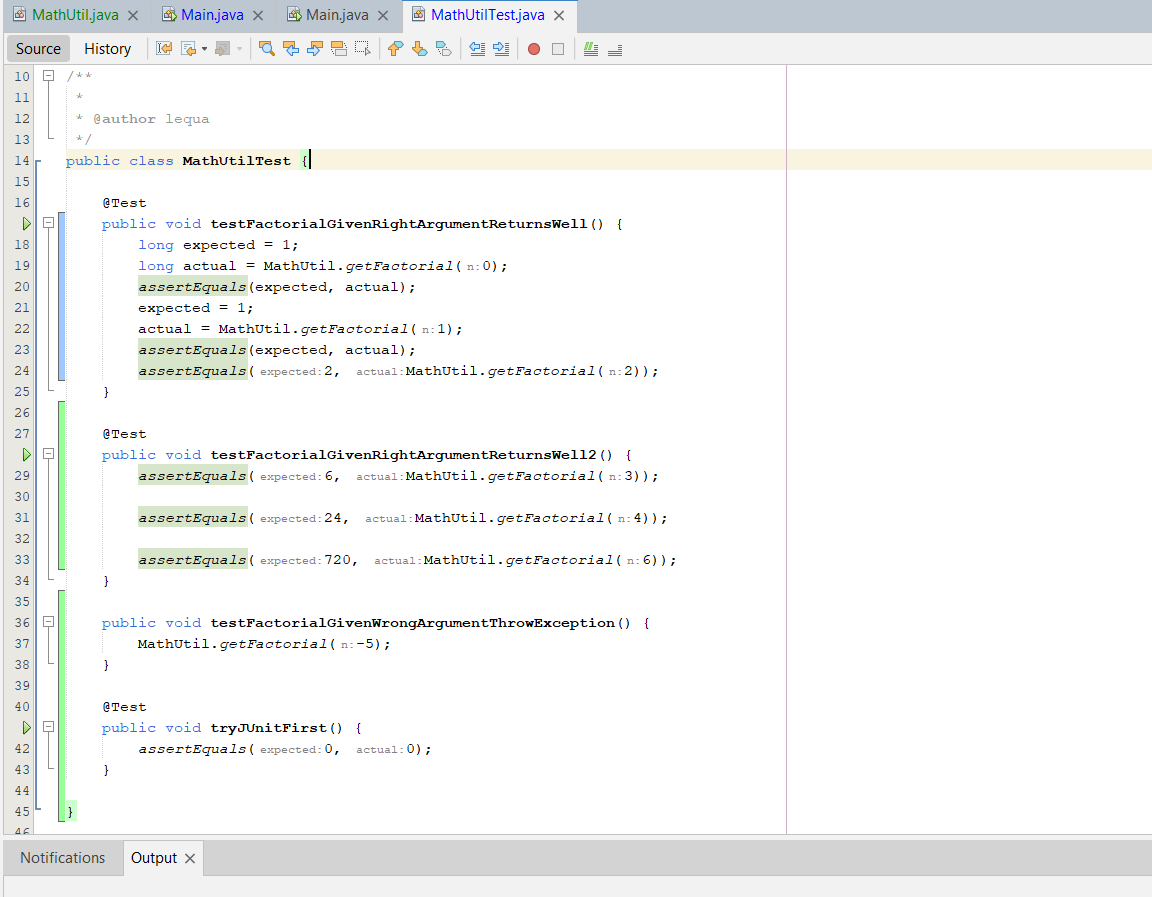 MathUtil.java Main.java Main.java MathUtilTest.java
Source History
10 /**
11 *
12 * @author lequa
13 */
14 public class MathUtilTest {
15
16 @Test
public void testFactorialGivenRightArgumentReturnsWell() {
18 long expected = 1;
19 long actual = MathUtil.getFactorial( n:0);
20 assertEquals(expected, actual);
21 expected = 1;
22 actual = MathUtil.getFactorial( n:1);
23 assertEquals(expected, actual);
24 assertEquals( expected:2, actual:MathUtil.getFactorial( n:2));
25 }
26
27 @Test
public void testFactorialGivenRightArgumentReturnsWell2() {
29 assertEquals( expected:6, actual:MathUtil.getFactorial( n:3));
30
31 assertEquals( expected:24, actual:MathUtil.getFactorial( n:4));
32
33 assertEquals( expected:720, actual:MathUtil.getFactorial( n:6));
34 }
35
36 public void testFactorialGivenWrongArgumentThrowException() {
37 MathUtil.getFactorial( n:-5);
38 }
39
40 @Test
public void tryJUnitFirst() {
42 assertEquals( expected:0, actual:0);
43 }
44
45 }
46
Notifications Output